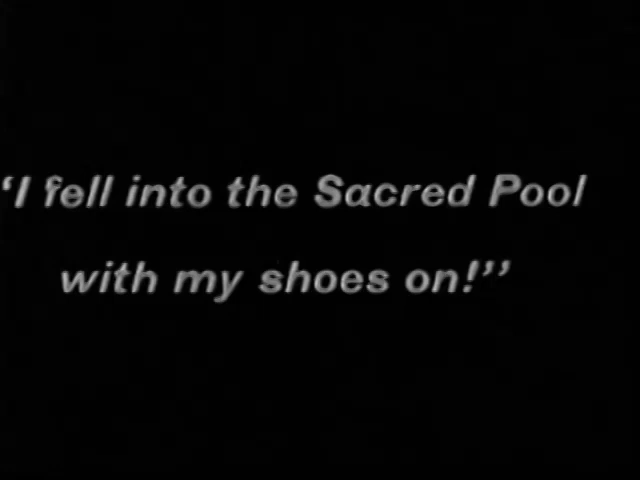 ‘I fell into the Sacred Pool
with my shoes on!’’